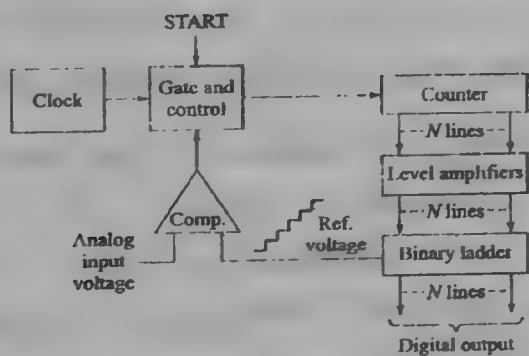 START
Clock
Gate and
control
Counter
N lines
Level amplifiers
N lines
Comp.
Ref.
voltage
Analog
input
voltage
Binary ladder
N lines
Digital output